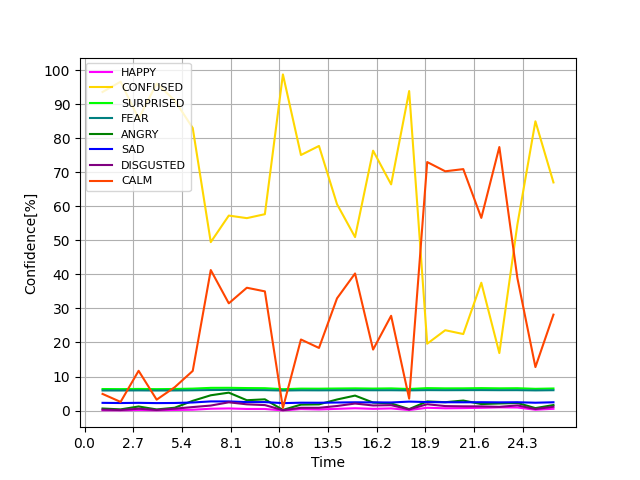 100
90
80
70
60
50
40
30
20
10
0
Confidence[%]
HAPPY
CONFUSED
SURPRISED
FEAR
ANGRY
SAD
DISGUSTED
CALM
0.0 2.7 5.4 8.1 10.8 13.5 16.2 18.9 21.6 24.3
Time